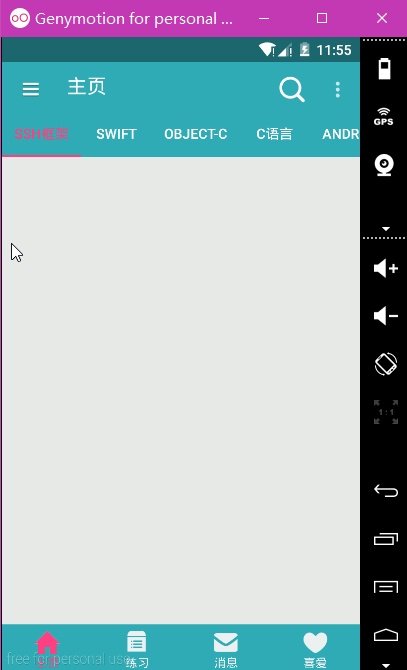 Genymotion for personal ...
11:55
主页
SSH框架 SWIFT OBJECT-C C语言 ANDR
GPS
1:1
练习 消息 喜爱
free for personal use